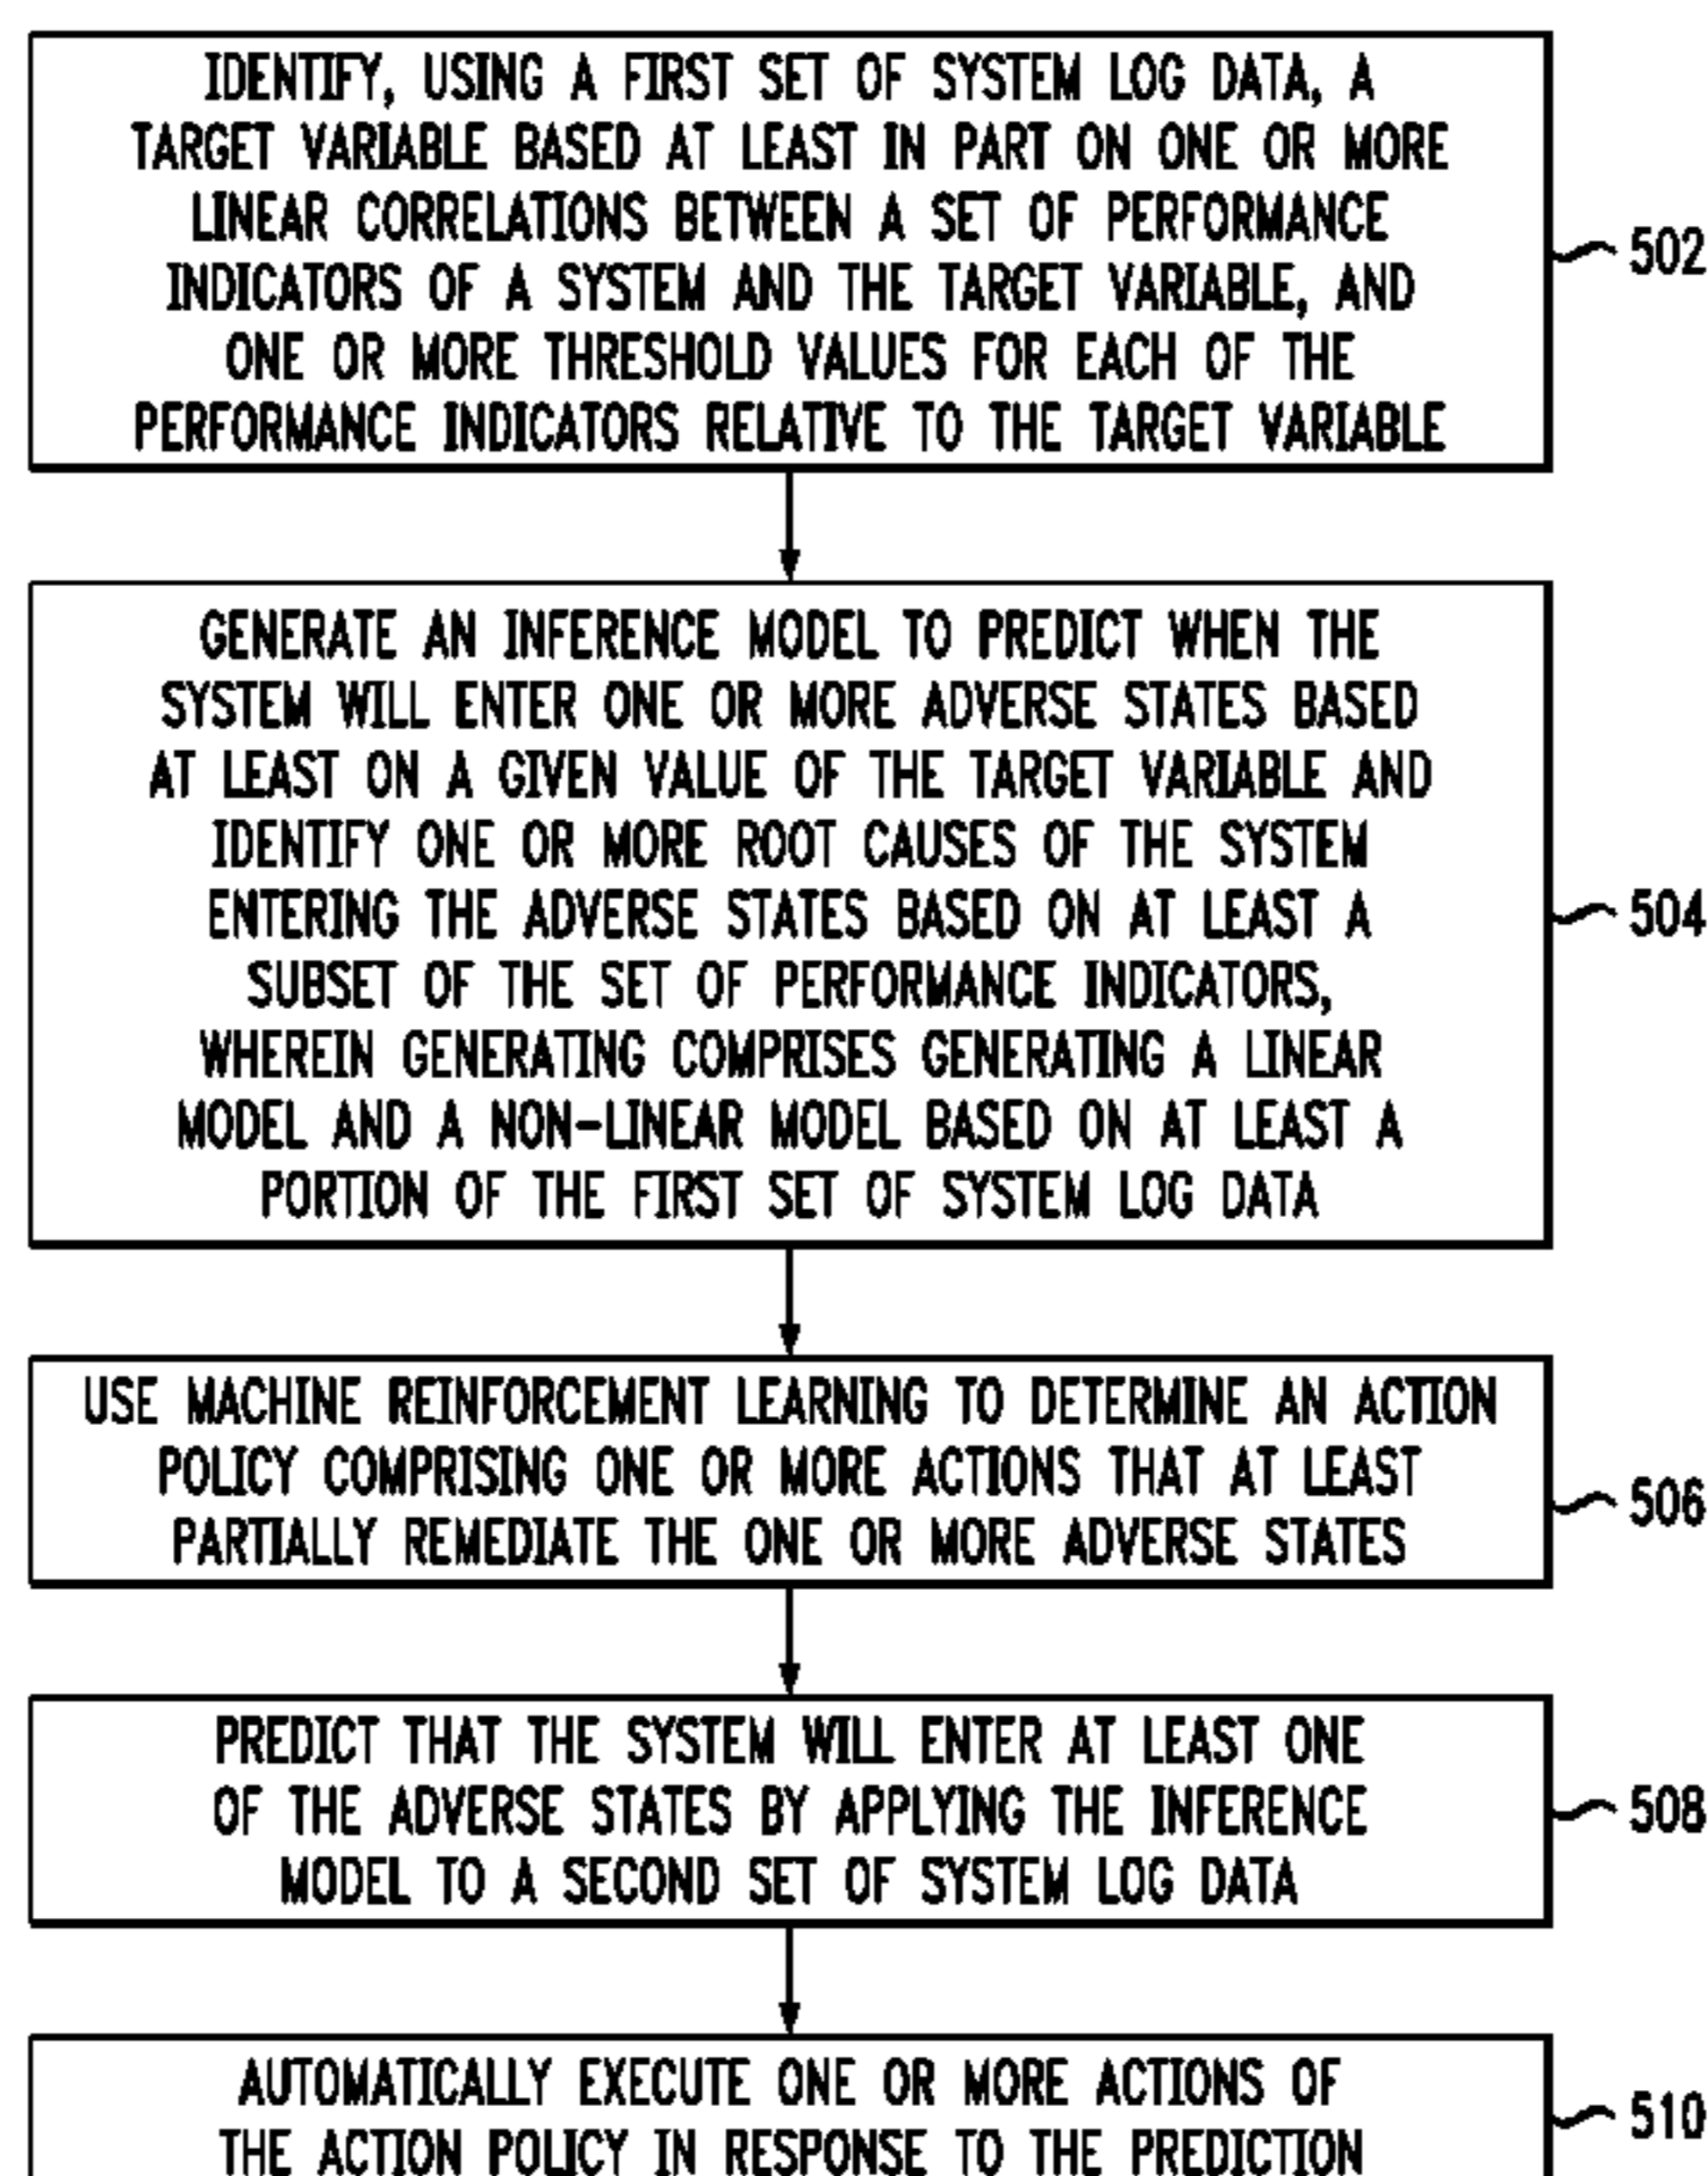 IDENTIFY, USING A FIRST SET OF SYSTEM LOG DATA, A
TARGET VARIABLE BASED AT LEAST IN PART ON ONE OR MORE
LINEAR CORRELATIONS BETWEEN A SET OF PERFORMANCE
INDICATORS OF A SYSTEM AND THE TARGET VARIABLE, AND
ONE OR MORE THRESHOLD VALUES FOR EACH OF THE
PERFORMANCE INDICATORS RELATIVE TO THE TARGET VARIABLE
502
GENERATE AN INFERENCE MODEL TO PREDICT WHEN THE
SYSTEM WILL ENTER ONE OR MORE ADVERSE STATES BASED
AT LEAST ON A GIVEN VALUE OF THE TARGET VARIABLE AND
IDENTIFY ONE OR MORE ROOT CAUSES OF THE SYSTEM
ENTERING THE ADVERSE STATES BASED ON AT LEAST A
SUBSET OF THE SET OF PERFORMANCE INDICATORS,
WHEREIN GENERATING COMPRISES GENERATING A LINEAR
MODEL AND A NON-LINEAR MODEL BASED ON AT LEAST A
PORTION OF THE FIRST SET OF SYSTEM LOG DATA
504
USE MACHINE REINFORCEMENT LEARNING TO DETERMINE AN ACTION
POLICY COMPRISING ONE OR MORE ACTIONS THAT AT LEAST
PARTIALLY REMEDIATE THE ONE OR MORE ADVERSE STATES
506
PREDICT THAT THE SYSTEM WILL ENTER AT LEAST ONE
OF THE ADVERSE STATES BY APPLYING THE INFERENCE
MODEL TO A SECOND SET OF SYSTEM LOG DATA
508
AUTOMATICALLY EXECUTE ONE OR MORE ACTIONS OF
THE ACTION POLICY IN RESPONSE TO THE PREDICTION
510